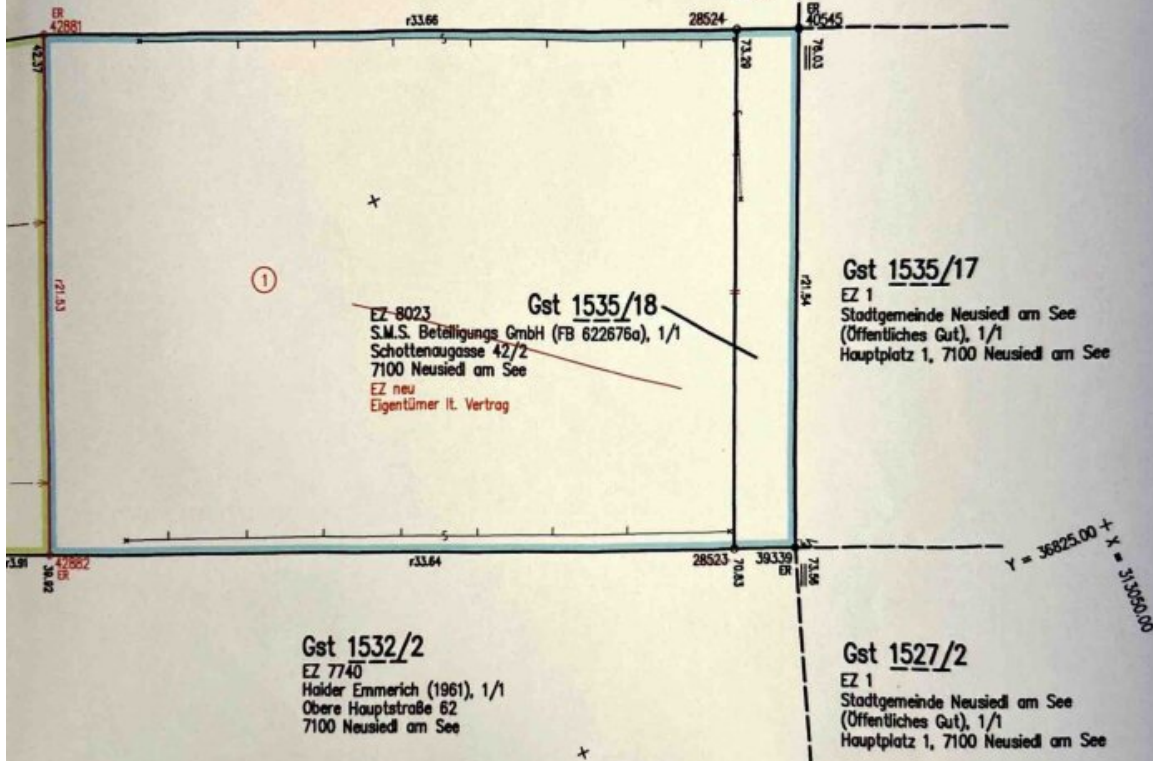 ER
42881
r33.66
28524
ER
40545
42.37
73.29
76.03
r21.53
1
Gst 1535/18
EZ 8023
S.M.S. Beteiligungs GmbH (FB 622676a), 1/1
Schottenaugasse 42/2
7100 Neusiedl am See
EZ neu
Eigentümer lt. Vertrag
r21.54
Gst 1535/17
EZ 1
Stadtgemeinde Neusiedl am See
(Öffentliches Gut), 1/1
Hauptplatz 1, 7100 Neusiedl am See
r3.91
39.92
42882
ER
r33.64
28523
70.83
39339
ER
73.56
Y = 36825.00
X = 313050.00
Gst 1532/2
EZ 7740
Haider Emmerich (1961), 1/1
Obere Hauptstraße 62
7100 Neusiedl am See
Gst 1527/2
EZ 1
Stadtgemeinde Neusiedl am See
(Öffentliches Gut), 1/1
Hauptplatz 1, 7100 Neusiedl am See